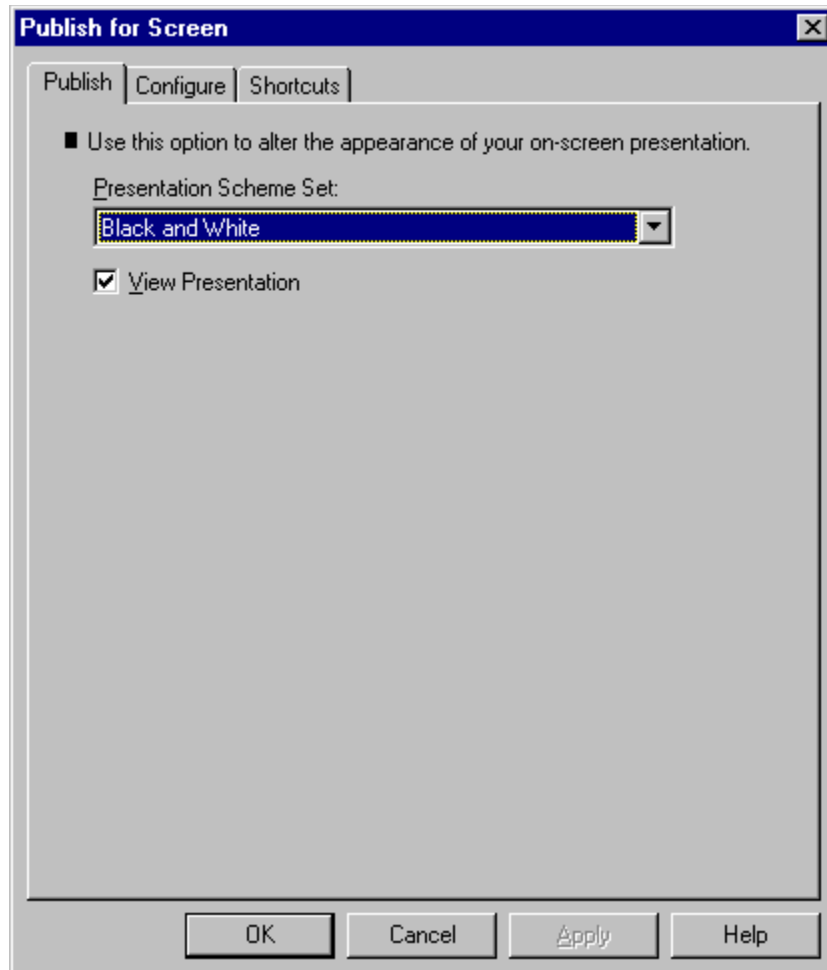 Publish for Screen
Publish
Configure
Shortcuts
Use this option to alter the appearance of your on-screen presentation.
Presentation Scheme Set:
Black and White
View Presentation
OK
Cancel
Apply
Help